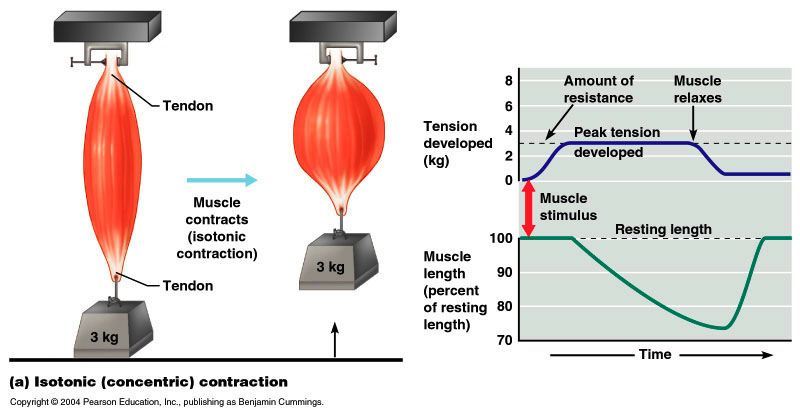 Tendon
Muscle
contracts
(isotonic
contraction)
Tendon
3 kg
3 kg
(a) Isotonic (concentric) contraction
Copyright © 2004 Pearson Education, Inc., publishing as Benjamin Cummings.
Tension
developed
(kg)
8
6
4
2
0
Amount of
resistance
Muscle
relaxes
Peak tension
developed
Muscle
stimulus
Resting length
Muscle
length
(percent
of resting
length)
100
90
80
70
Time